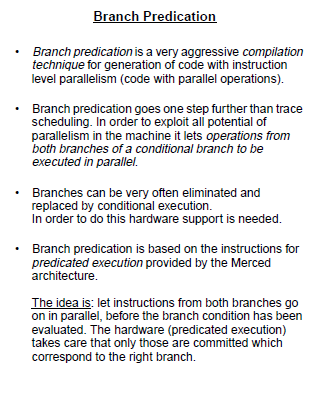 Branch Predication
• Branch predication is a very aggressive compilation
technique for generation of code with instruction
level parallelism (code with parallel operations).
• Branch predication goes one step further than trace
scheduling. In order to exploit all potential of
parallelism in the machine it lets operations from
both branches of a conditional branch to be
executed in parallel.
• Branches can be very often eliminated and
replaced by conditional execution.
In order to do this hardware support is needed.
• Branch predication is based on the instructions for
predicated execution provided by the Merced
architecture.
The idea is: let instructions from both branches go
on in parallel, before the branch condition has been
evaluated. The hardware (predicated execution)
takes care that only those are committed which
correspond to the right branch.